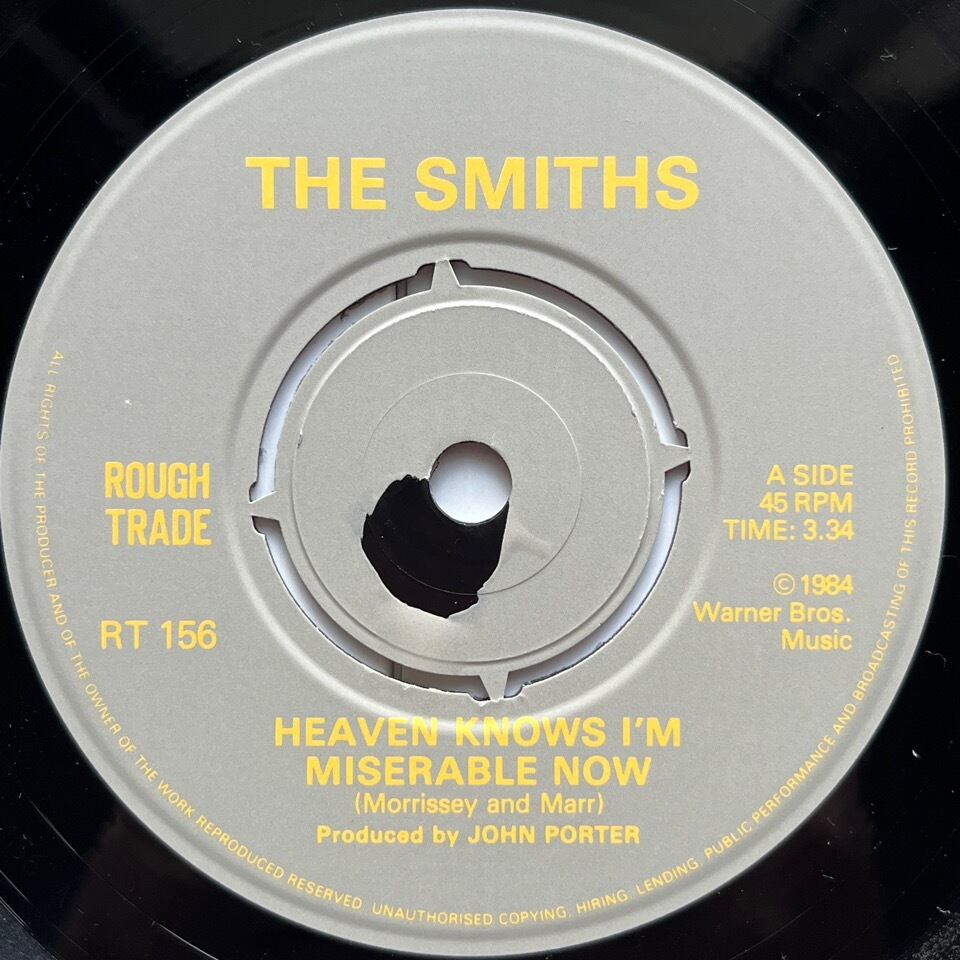 THE SMITHS
ROUGH
TRADE
RT 156
A SIDE
45 RPM
TIME: 3.34
© 1984
Warner Bros.
Music
HEAVEN KNOWS I'M
MISERABLE NOW
(Morrissey and Marr)
Produced by JOHN PORTER
ALL RIGHTS OF THE PRODUCER AND OF THE OWNER OF THE WORK REPRODUCED RESERVED. UNAUTHORISED COPYING, HIRING, LENDING, PUBLIC PERFORMANCE AND BROADCASTING OF THIS RECORD PROHIBITED